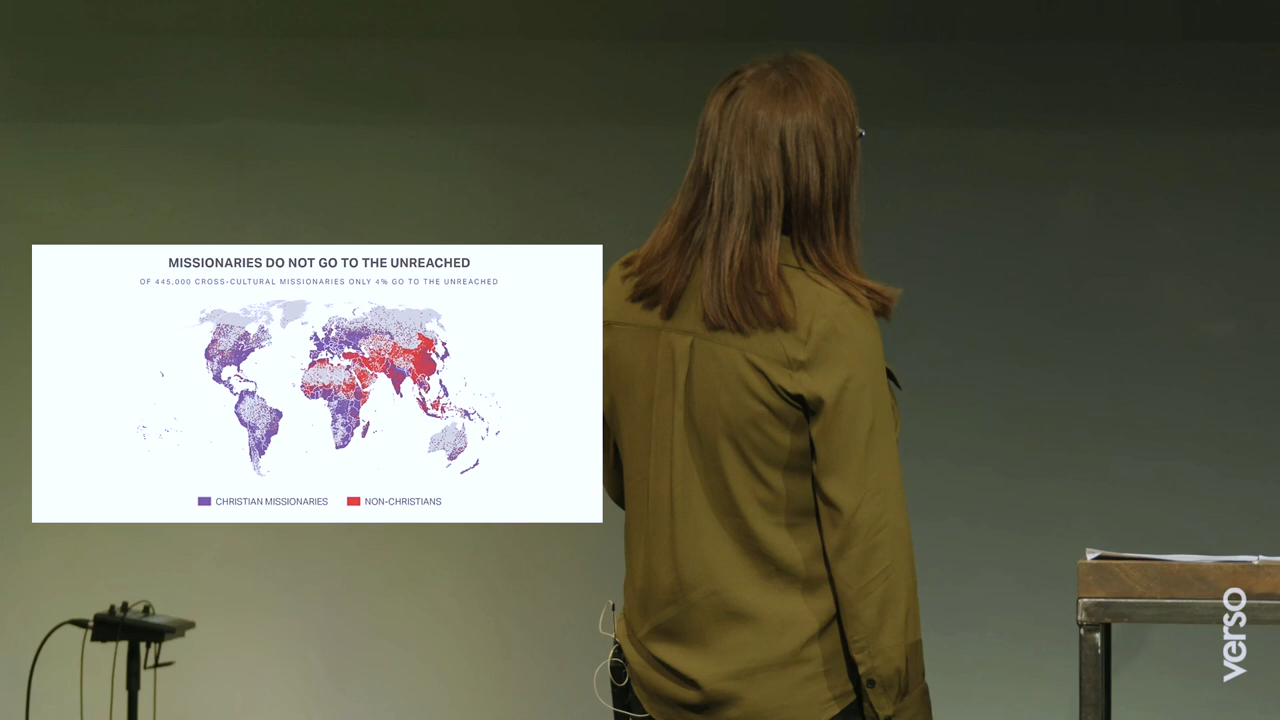 MISSIONARIES DO NOT GO TO THE UNREACHED
OF 445,000 CROSS-CULTURAL MISSIONARIES ONLY 4% GO TO THE UNREACHED
CHRISTIAN MISSIONARIES
NON-CHRISTIANS
verso